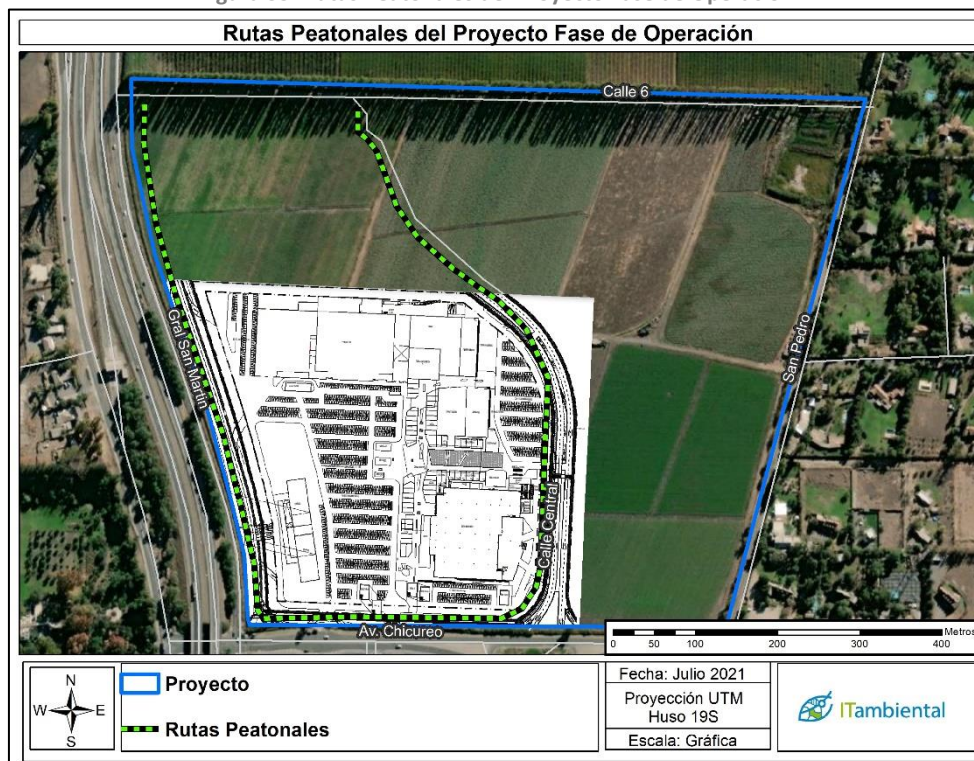 Rutas Peatonales del Proyecto Fase de Operación
Calle 6
Gral San Martin
San Pedro
Calle Central
Av. Chicureo
Metros
0 50 100 200 300 400
N
W E
S
Proyecto
Rutas Peatonales
Fecha: Julio 2021
Proyección UTM
Huso 19S
Escala: Gráfica
ITambiental